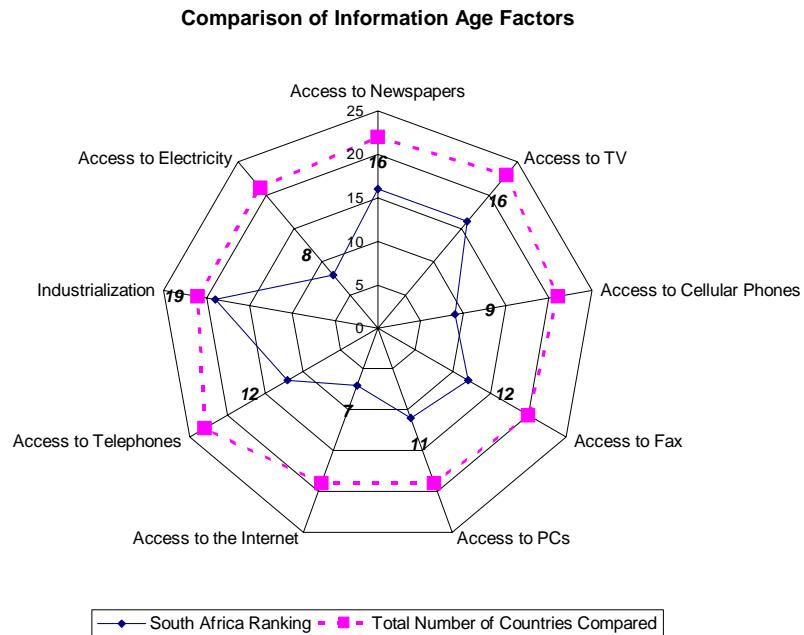 Comparison of Information Age Factors
Access to Newspapers
25
Access to Electricity
Access to TV
20
16
15
16
10
8
5
Industrialization
19
Access to Cellular Phones
9
0
12
12
Access to Telephones
7
Access to Fax
11
Access to the Internet
Access to PCs
South Africa Ranking
Total Number of Countries Compared